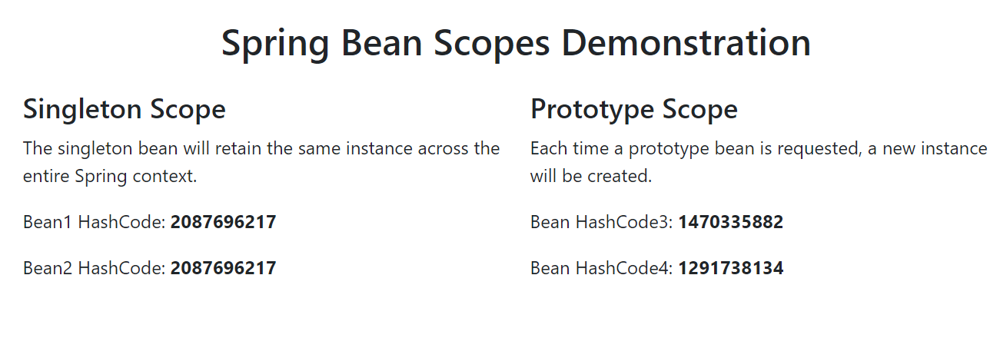 Spring Bean Scopes Demonstration
Singleton Scope
The singleton bean will retain the same instance across the
entire Spring context.
Bean1 HashCode: 2087696217
Bean2 HashCode: 2087696217
Prototype Scope
Each time a prototype bean is requested, a new instance
will be created.
Bean HashCode3: 1470335882
Bean HashCode4: 1291738134